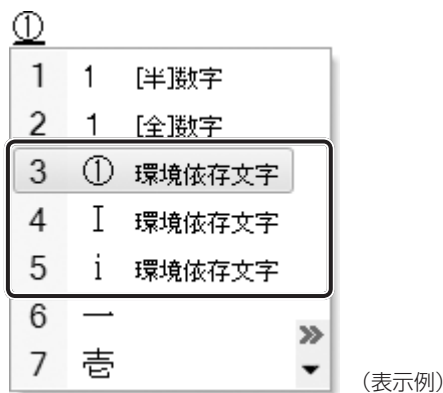 ①
1 1 [半]数字
2 1 [全]数字
3 ① 環境依存文字
4 Ⅰ 環境依存文字
5 ⅰ 環境依存文字
6 一
7 壱
（表示例）